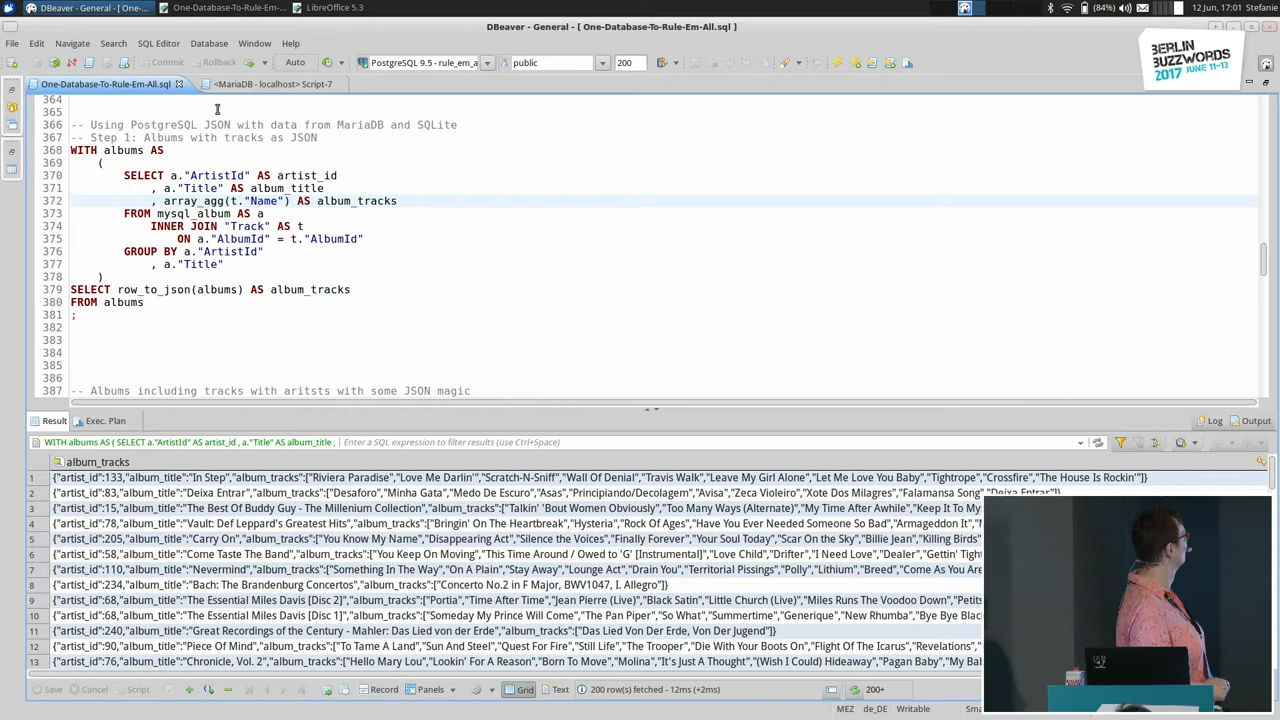 DBeaver - General - [ One-...
One-Database-To-Rule-Em-...
LibreOffice 5.3
(84%)
12 Jun, 17:01 Stefanie
DBeaver - General - [ One-Database-To-Rule-Em-All.sql ]
File Edit Navigate Search SQL Editor Database Window Help
Commit Rollback Auto PostgreSQL 9.5 - rule_em_a public 200
BERLIN
BUZZWORDS
2017 JUNE 11-13
One-Database-To-Rule-Em-All.sql
<MariaDB - localhost> Script-7
364
365
366 -- Using PostgreSQL JSON with data from MariaDB and SQLite
367 -- Step 1: Albums with tracks as JSON
368 WITH albums AS
369 (
370 SELECT a."ArtistId" AS artist_id
371 , a."Title" AS album_title
372 , array_agg(t."Name") AS album_tracks
373 FROM mysql_album AS a
374 INNER JOIN "Track" AS t
375 ON a."AlbumId" = t."AlbumId"
376 GROUP BY a."ArtistId"
377 , a."Title"
378 )
379 SELECT row_to_json(albums) AS album_tracks
380 FROM albums
381 ;
382
383
384
385
386
387 -- Albums including tracks with aritsts with some JSON magic
Result Exec. Plan Log Output
WITH albums AS ( SELECT a."ArtistId" AS artist_id , a."Title" AS album_title , Enter a SQL expression to filter results (use Ctrl+Space)
album_tracks
1 {"artist_id":133,"album_title":"In Step","album_tracks":["Riviera Paradise","Love Me Darlin'","Scratch-N-Sniff","Wall Of Denial","Travis Walk","Leave My Girl Alone","Let Me Love You Baby","Tightrope","Crossfire","The House Is Rockin'"]}
2 {"artist_id":83,"album_title":"Deixa Entrar","album_tracks":["Desaforo","Minha Gata","Medo De Escuro","Asas","Principiando/Decolagem","Avisa","Zeca Violeiro","Xote Dos Milagres","Falamansa Song","Deixa Entrar"]}
3 {"artist_id":15,"album_title":"The Best Of Buddy Guy - The Millenium Collection","album_tracks":["Talkin' 'Bout Women Obviously","Too Many Ways (Alternate)","My Time After Awhile","Keep It To My
4 {"artist_id":78,"album_title":"Vault: Def Leppard's Greatest Hits","album_tracks":["Bringin' On The Heartbreak","Hysteria","Rock Of Ages","Have You Ever Needed Someone So Bad","Armageddon It","
5 {"artist_id":205,"album_title":"Carry On","album_tracks":["You Know My Name","Disappearing Act","Silence the Voices","Finally Forever","Your Soul Today","Scar On the Sky","Billie Jean","Killing Birds"
6 {"artist_id":58,"album_title":"Come Taste The Band","album_tracks":["You Keep On Moving","This Time Around / Owed to 'G' [Instrumental]","Love Child","Drifter","I Need Love","Dealer","Gettin' Tight
7 {"artist_id":110,"album_title":"Nevermind","album_tracks":["Something In The Way","On A Plain","Stay Away","Lounge Act","Drain You","Territorial Pissings","Polly","Lithium","Breed","Come As You Are
8 {"artist_id":234,"album_title":"Bach: The Brandenburg Concertos","album_tracks":["Concerto No.2 in F Major, BWV1047, I. Allegro"]}
9 {"artist_id":68,"album_title":"The Essential Miles Davis [Disc 2]","album_tracks":["Portia","Time After Time","Jean Pierre (Live)","Black Satin","Little Church (Live)","Miles Runs The Voodoo Down","Petits
10 {"artist_id":68,"album_title":"The Essential Miles Davis [Disc 1]","album_tracks":["Someday My Prince Will Come","The Pan Piper","So What","Summertime","Generique","New Rhumba","Bye Bye Black
11 {"artist_id":240,"album_title":"Great Recordings of the Century - Mahler: Das Lied von der Erde","album_tracks":["Das Lied Von Der Erde, Von Der Jugend"]}
12 {"artist_id":90,"album_title":"Piece Of Mind","album_tracks":["To Tame A Land","Sun And Steel","Quest For Fire","Still Life","The Trooper","Die With Your Boots On","Flight Of The Icarus","Revelations","
13 {"artist_id":76,"album_title":"Chronicle, Vol. 2","album_tracks":["Hello Mary Lou","Lookin' For A Reason","Born To Move","Molina","It's Just A Thought","(Wish I Could) Hideaway","Pagan Baby","My Ba
Save Cancel Script Record Panels Grid Text 200 row(s) fetched - 12ms (+2ms) 200+
MEZ de_DE Writable